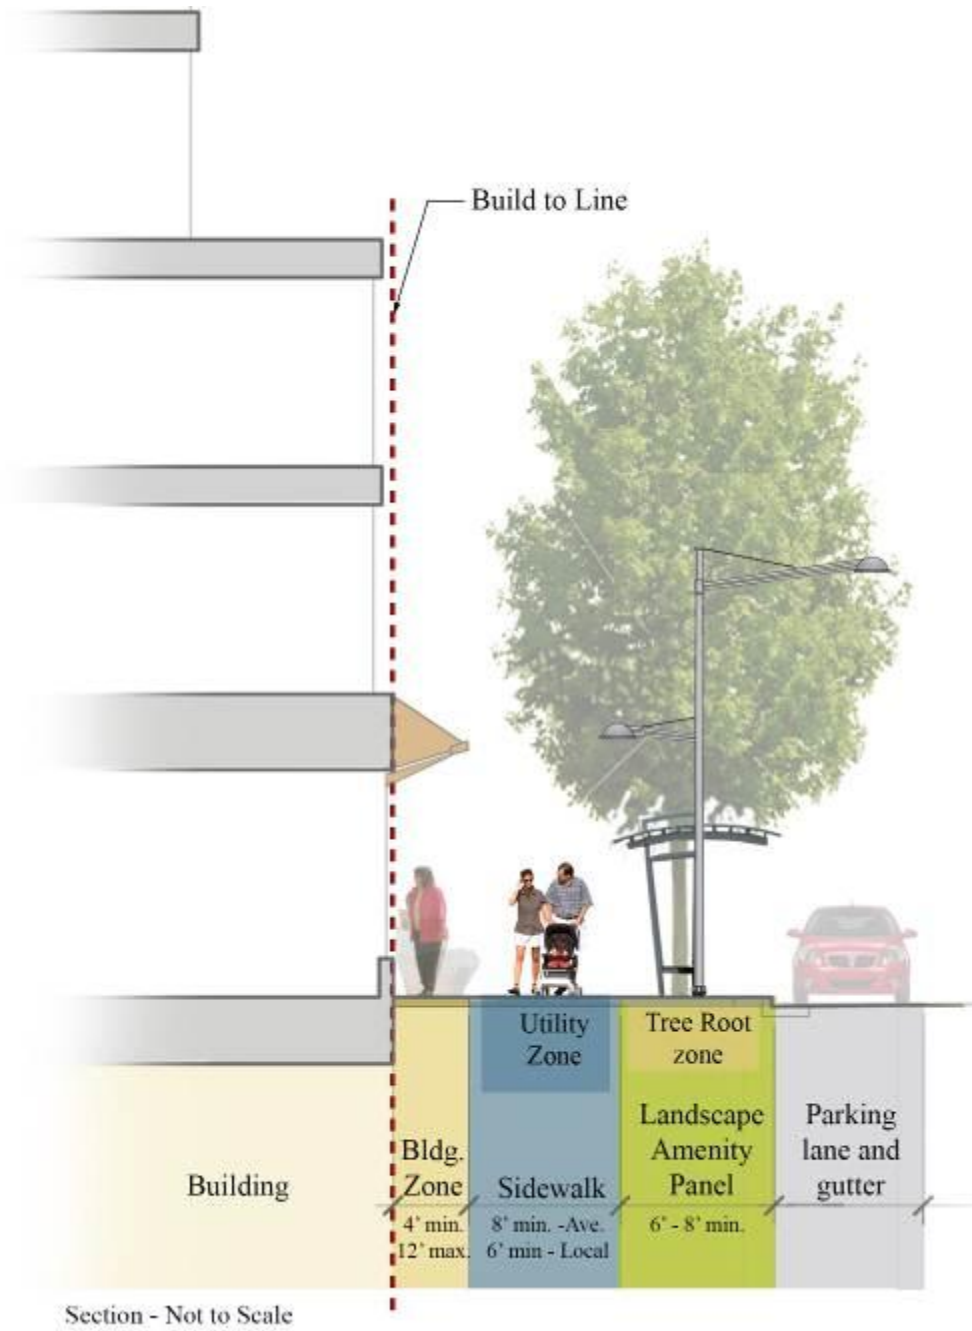 Build to Line
Utility
Zone
Tree Root
zone
Building
Bldg.
Zone
4' min.
12' max.
Sidewalk
8' min. -Ave.
6' min - Local
Landscape
Amenity
Panel
6' - 8' min.
Parking
lane and
gutter
Section - Not to Scale